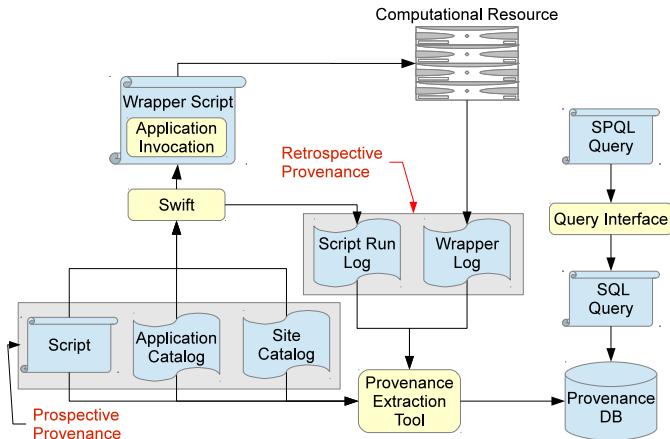 Computational Resource
Wrapper Script
Application
Invocation
SPQL
Query
Retrospective
Provenance
Swift
Query Interface
Script Run
Log
Wrapper
Log
SQL
Query
Script
Application
Catalog
Site
Catalog
Provenance
Extraction
Tool
Provenance
DB
Prospective
Provenance